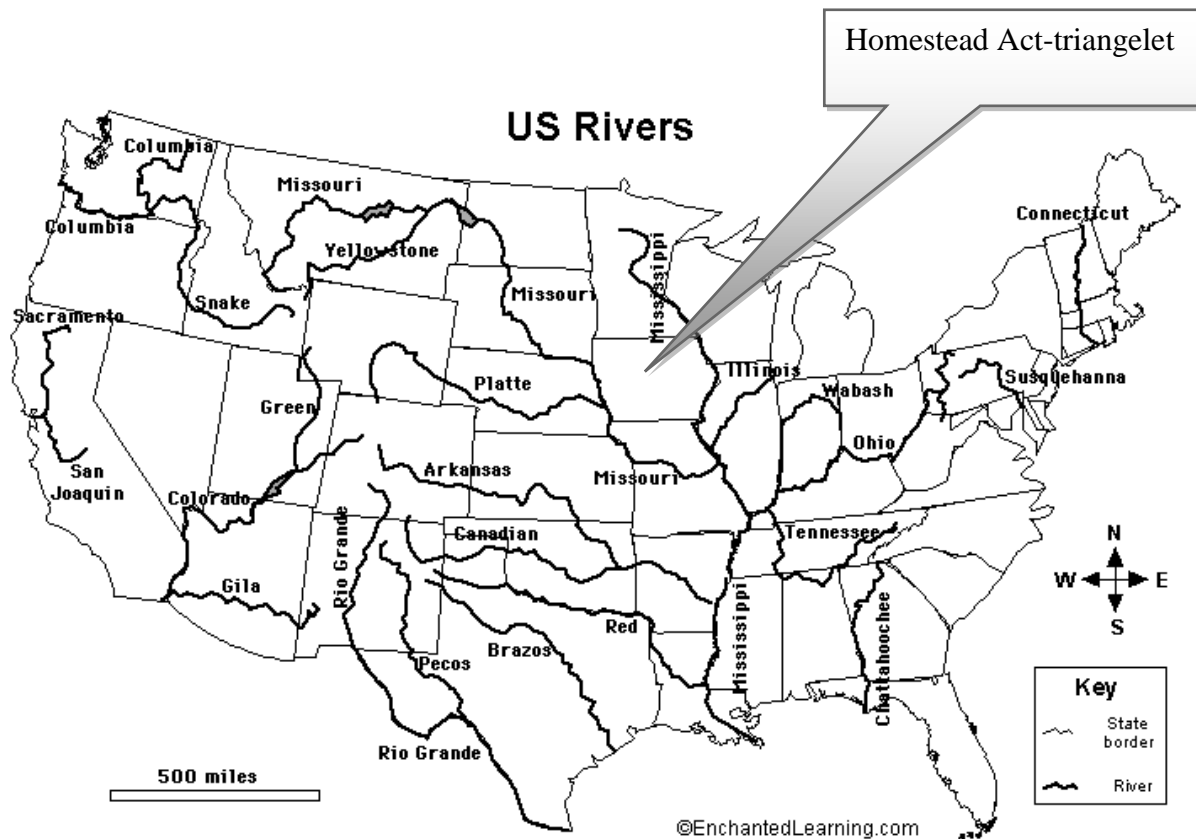 Homestead Act-triangelet
US Rivers
Columbia
Missouri
Connecticut
Columbia
Yellowstone
Mississippi
Missouri
Snake
Sacramento
Illinois
Platte
Wabash
Susquehanna
Green
Ohio
San
Joaquin
Arkansas
Missouri
Colorado
Canadian
Tennessee
Rio Grande
Gila
N
W
E
S
Red
Brazos
Pecos
Mississippi
Chattahoochee
Rio Grande
Key
State
border
River
500 miles
©EnchantedLearning.com